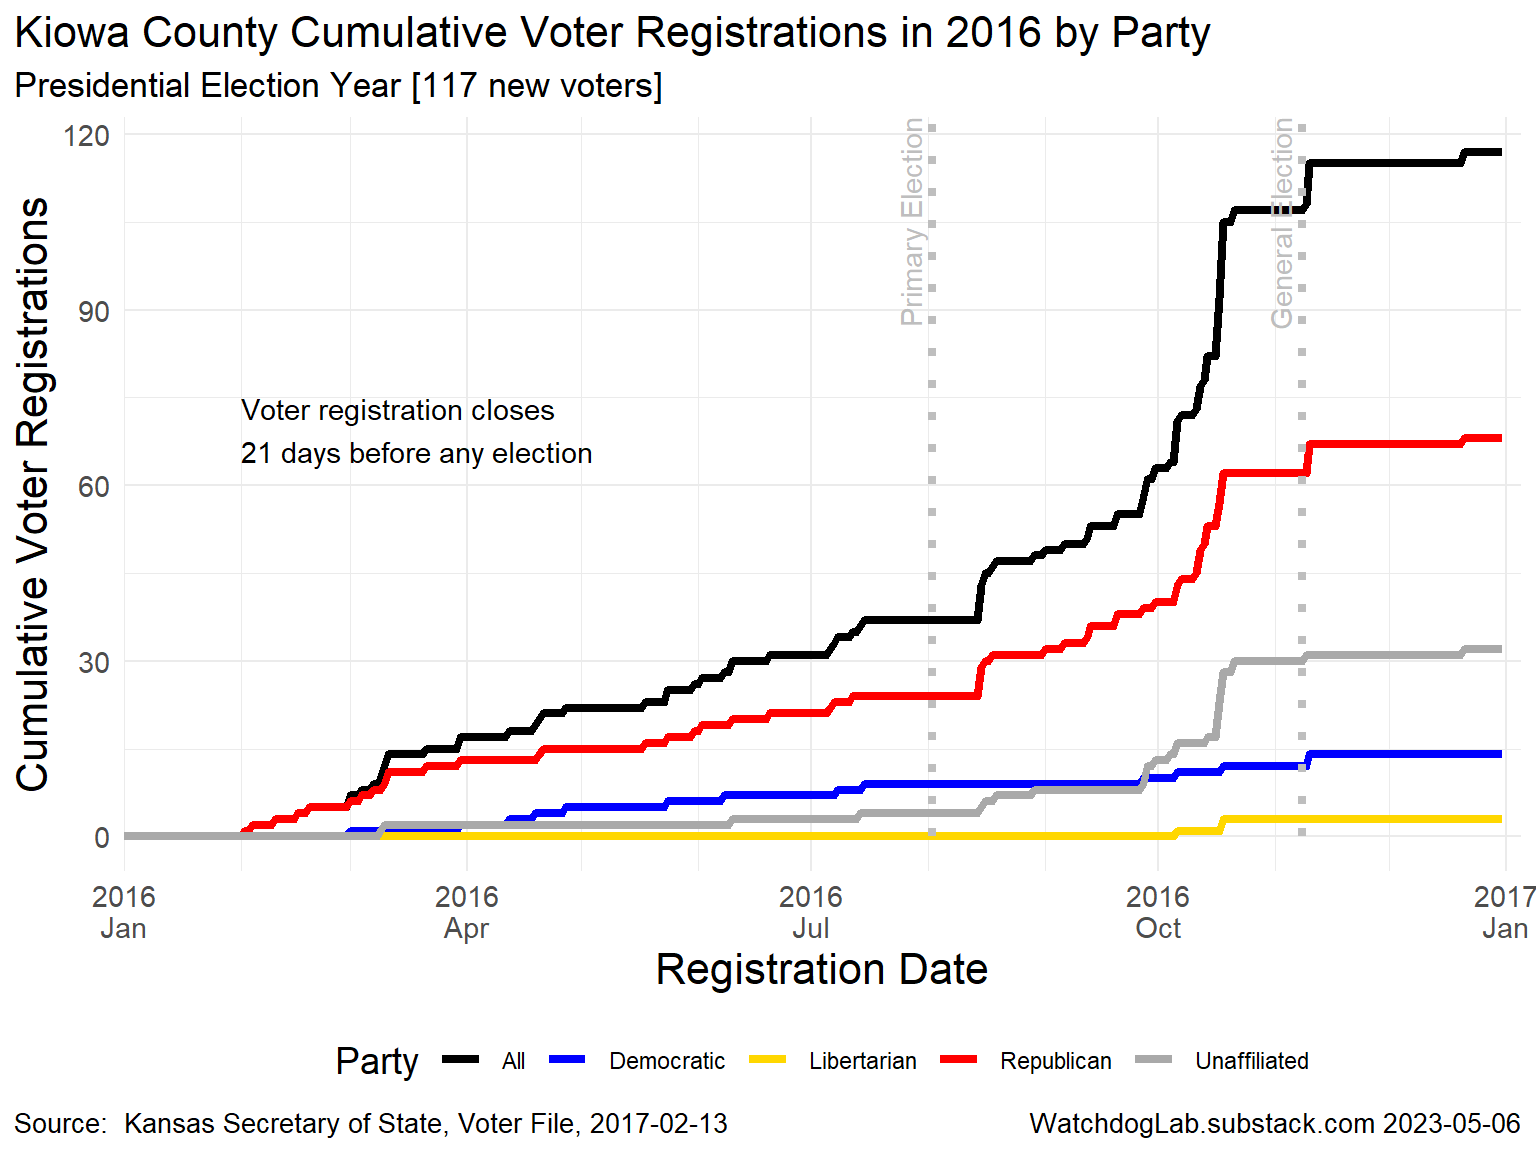 Kiowa County Cumulative Voter Registrations in 2016 by Party
Presidential Election Year [117 new voters]
Cumulative Voter Registrations
120
90
60
30
0
Primary Election
General Election
Voter registration closes
21 days before any election
2016 2016 2016 2016 2017
Jan Apr Jul Oct Jan
Registration Date
Party All Democratic Libertarian Republican Unaffiliated
Source:  Kansas Secretary of State, Voter File, 2017-02-13
WatchdogLab.substack.com 2023-05-06